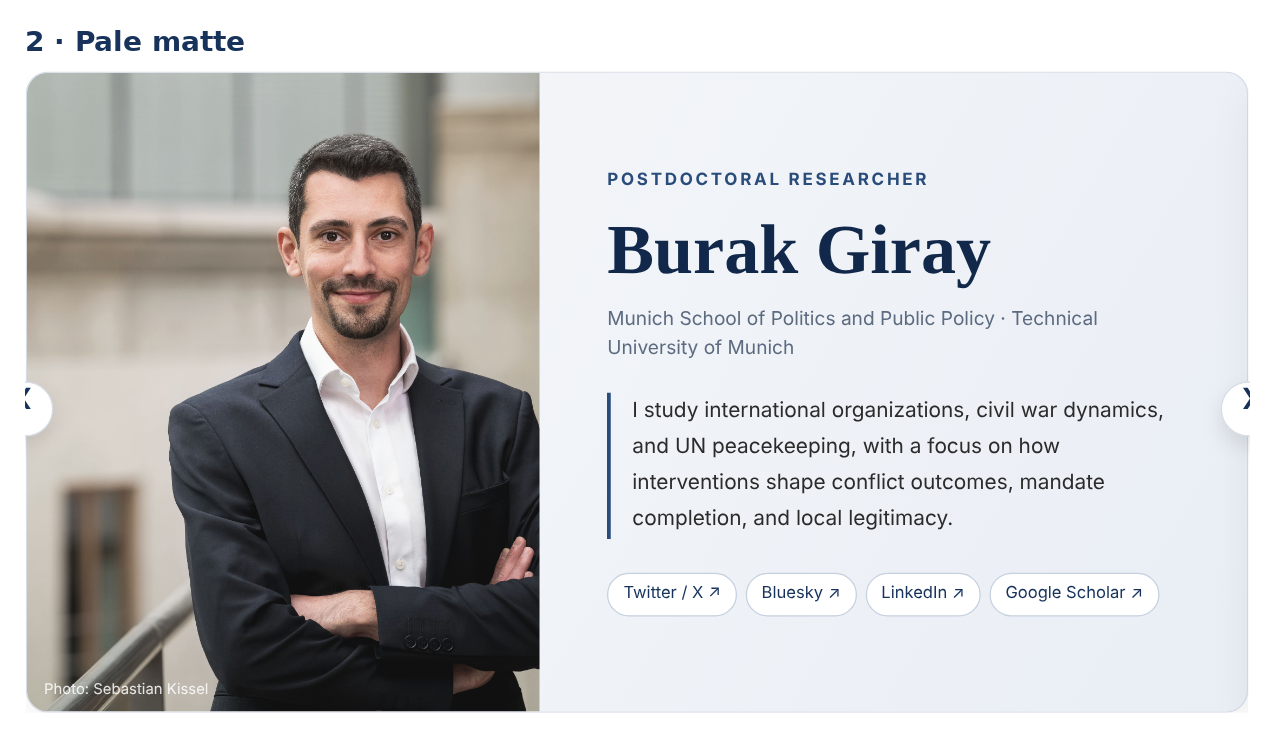 2 · Pale matte
POSTDOCTORAL RESEARCHER
Burak Giray
Munich School of Politics and Public Policy · Technical
University of Munich
I study international organizations, civil war dynamics,
and UN peacekeeping, with a focus on how
interventions shape conflict outcomes, mandate
completion, and local legitimacy.
Twitter / X ↗ Bluesky ↗ LinkedIn ↗ Google Scholar ↗
Photo: Sebastian Kissel